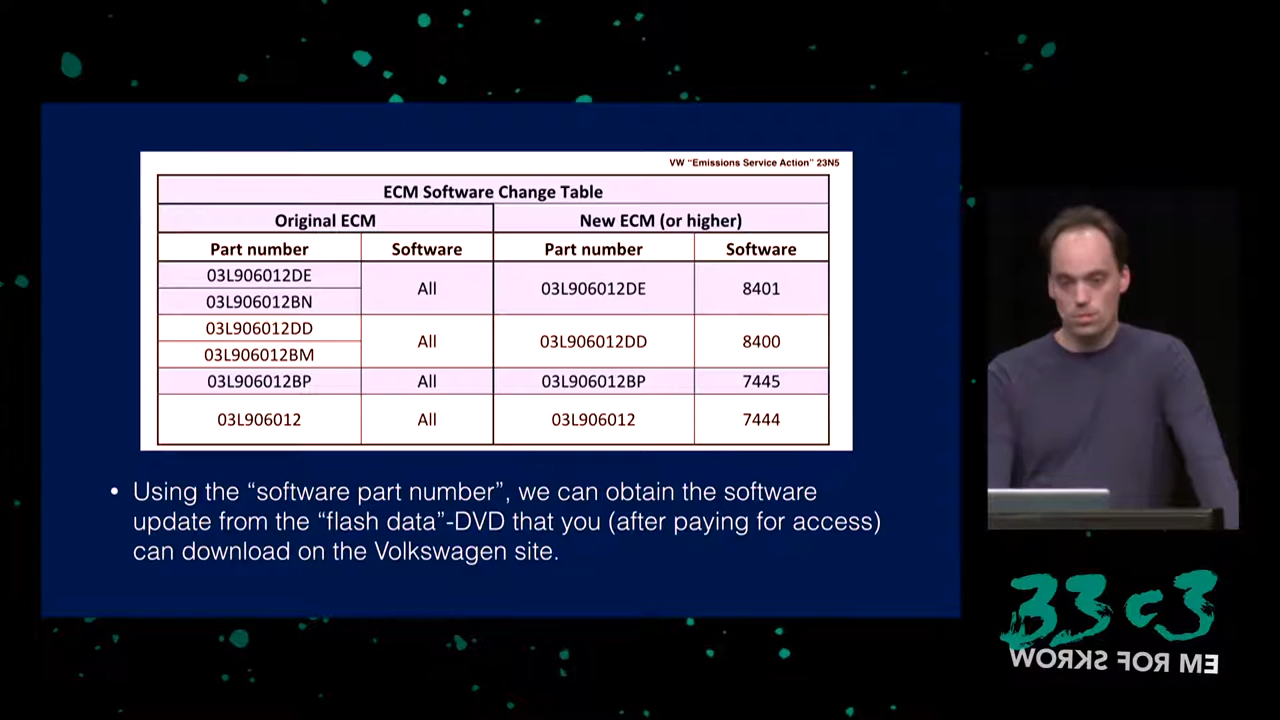 VW "Emissions Service Action" 23N5
ECM Software Change Table
Original ECM New ECM (or higher)
Part number Software Part number Software
03L906012DE All 03L906012DE 8401
03L906012BN
03L906012DD All 03L906012DD 8400
03L906012BM
03L906012BP All 03L906012BP 7445
03L906012 All 03L906012 7444
• Using the “software part number”, we can obtain the software
update from the “flash data”-DVD that you (after paying for access)
can download on the Volkswagen site.
33c3
WORKS FOR ME